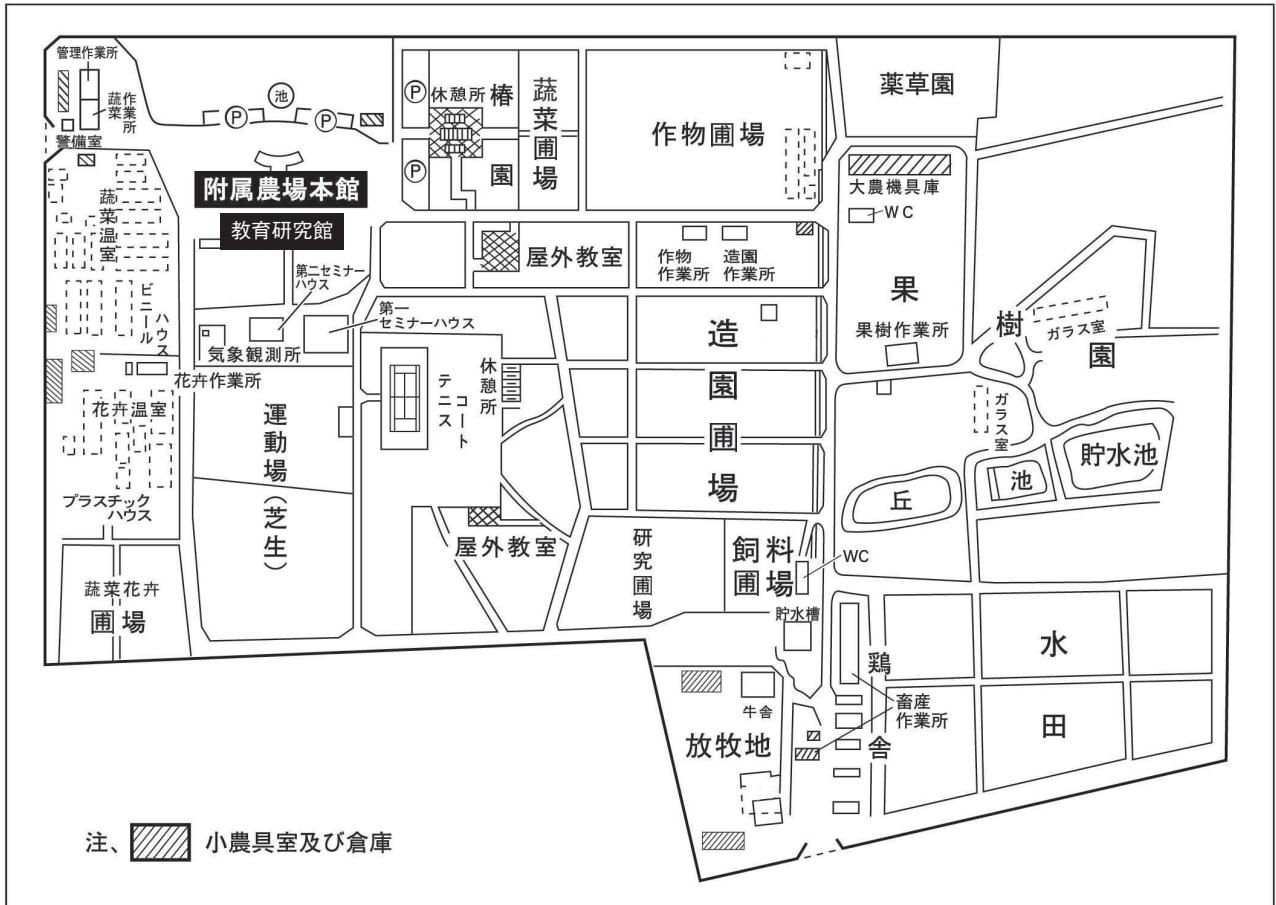 管理作業所
蔬菜
作業所
警備室
池
P
P
P
P
休憩所
椿
園
蔬菜圃場
作物圃場
薬草園
大農機具庫
WC
附属農場本館
教育研究館
蔬菜温室
ビニール
ハウス
第二セミナー
ハウス
第一
セミナーハウス
気象観測所
花卉作業所
花卉温室
プラスチック
ハウス
蔬菜花卉
圃場
運動場(芝生)
テニス
コート
休憩所
屋外教室
作物
作業所
造園
作業所
造園圃場
果
樹
園
果樹作業所
ガラス室
ガラス室
貯水池
池
丘
屋外教室
研究圃場
飼料
圃場
WC
貯水槽
鶏
舎
畜産
作業所
牛舎
放牧地
水
田
注、
小農具室及び倉庫